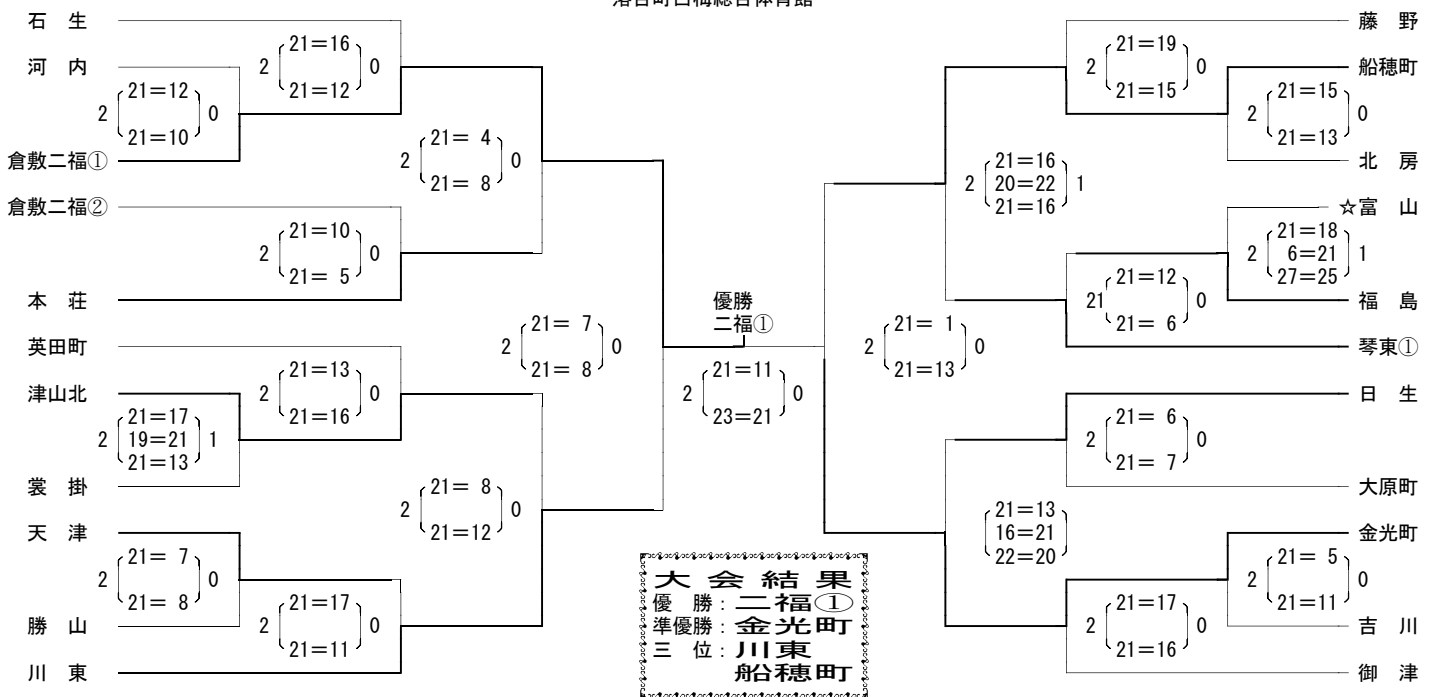 石 生
河 内
倉敷二福①
倉敷二福②
本 荘
英田町
津山北
裳 掛
天 津
勝 山
川 東
2 21=12 0
21=10
2 21=16 0
21=12
2 21=10 0
21= 5
2 21=17 1
19=21
21=13
2 21=13 0
21=16
2 21= 7 0
21= 8
2 21=17 0
21=11
2 21= 4 0
21= 8
2 21= 8 0
21=12
2 21= 7 0
21= 8
優勝
二福①
2 21=11 0
23=21
2 21= 1 0
21=13
2 21=16 1
20=22
21=16
21=13
16=21
22=20
2 21=19 0
21=15
21 21=12 0
21= 6
2 21= 6 0
21= 7
2 21=17 0
21=16
2 21=15 0
21=13
2 21=18 1
6=21
27=25
2 21= 5 0
21=11
藤 野
船穂町
北 房
☆富 山
福 島
琴東①
日 生
大原町
金光町
吉 川
御 津
大 会 結 果
優 勝：二福①
準優勝：金光町
三 位：川東
船穂町